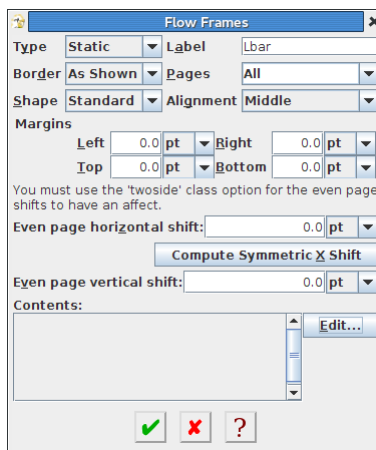 Flow Frames
Type Static Label Lbar
Border As Shown Pages All
Shape Standard Alignment Middle
Margins
Left 0.0 pt Right 0.0 pt
Top 0.0 pt Bottom 0.0 pt
You must use the 'twoside' class option for the even page
shifts to have an affect.
Even page horizontal shift: 0.0 pt
Compute Symmetric X Shift
Even page vertical shift: 0.0 pt
Contents:
Edit...
?